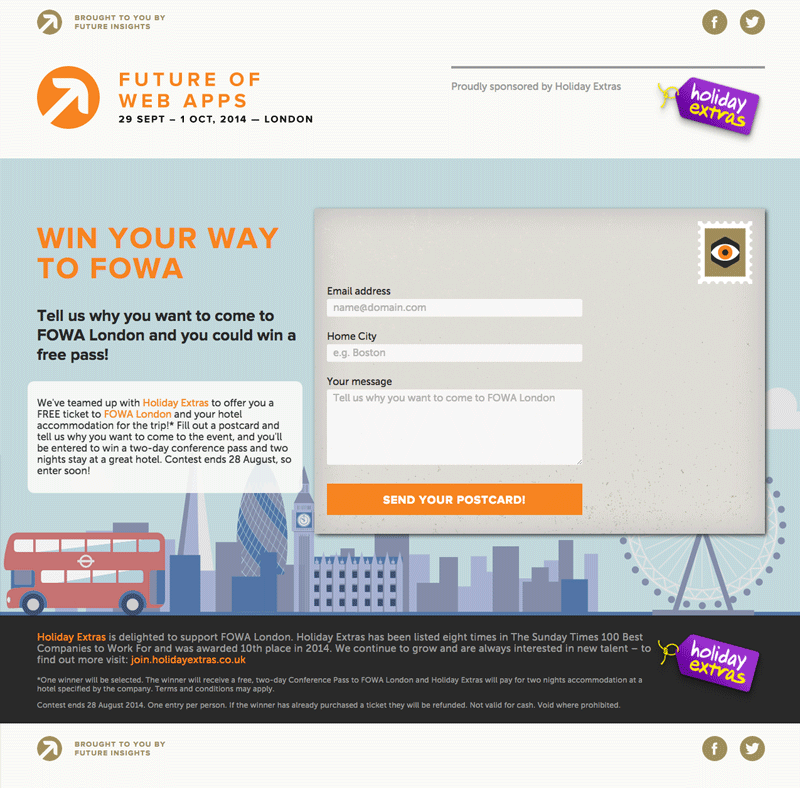 BROUGHT TO YOU BY
FUTURE INSIGHTS
FUTURE OF
WEB APPS
29 SEPT – 1 OCT, 2014 — LONDON
Proudly sponsored by Holiday Extras
holiday
extras
WIN YOUR WAY
TO FOWA
Tell us why you want to come to
FOWA London and you could win a
free pass!
We've teamed up with Holiday Extras to offer you a
FREE ticket to FOWA London and your hotel
accommodation for the trip!* Fill out a postcard and
tell us why you want to come to the event, and you'll
be entered to win a two-day conference pass and two
nights stay at a great hotel. Contest ends 28 August, so
enter soon!
Email address
name@domain.com
Home City
e.g. Boston
Your message
Tell us why you want to come to FOWA London
SEND YOUR POSTCARD!
Holiday Extras is delighted to support FOWA London. Holiday Extras has been listed eight times in The Sunday Times 100 Best
Companies to Work For and was awarded 10th place in 2014. We continue to grow and are always interested in new talent – to
find out more visit: join.holidayextras.co.uk
holiday
extras
*One winner will be selected. The winner will receive a free, two-day Conference Pass to FOWA London and Holiday Extras will pay for two nights accommodation at a
hotel specified by the company. Terms and conditions may apply.
Contest ends 28 August 2014. One entry per person. If the winner has already purchased a ticket they will be refunded. Not valid for cash. Void where prohibited.
BROUGHT TO YOU BY
FUTURE INSIGHTS